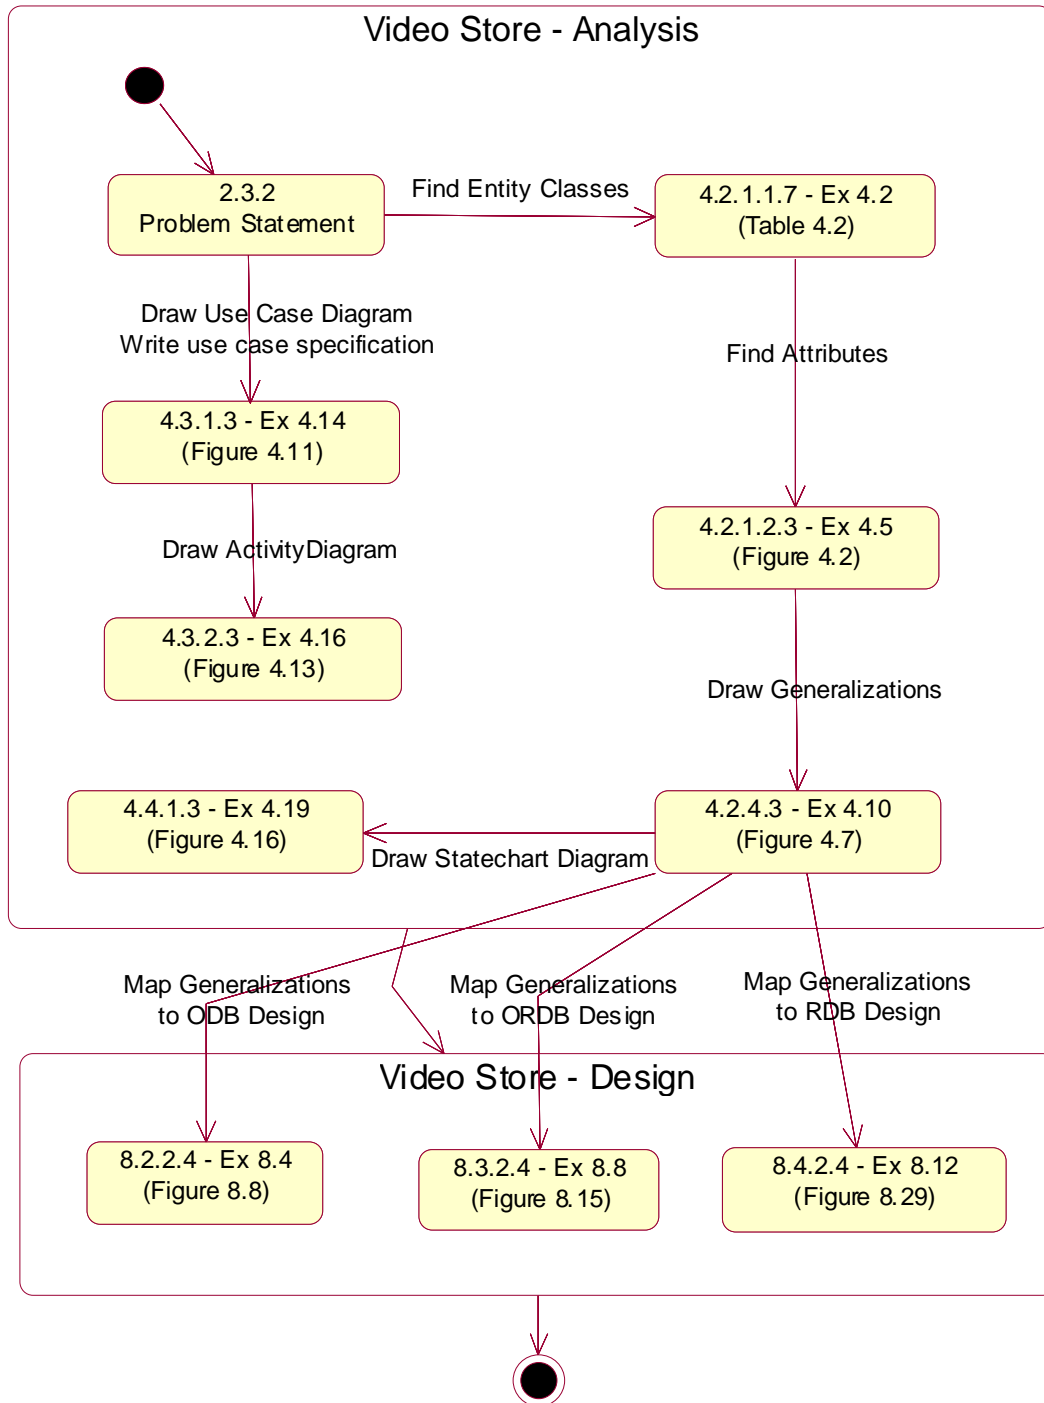 Video Store - Analysis
2.3.2
Problem Statement
Find Entity Classes
4.2.1.1.7 - Ex 4.2
(Table 4.2)
Draw Use Case Diagram
Write use case specification
Find Attributes
4.3.1.3 - Ex 4.14
(Figure 4.11)
4.2.1.2.3 - Ex 4.5
(Figure 4.2)
Draw Activity Diagram
4.3.2.3 - Ex 4.16
(Figure 4.13)
Draw Generalizations
4.4.1.3 - Ex 4.19
(Figure 4.16)
4.2.4.3 - Ex 4.10
(Figure 4.7)
Draw Statechart Diagram
Map Generalizations
to ODB Design
Map Generalizations
to ORDB Design
Map Generalizations
to RDB Design
Video Store - Design
8.2.2.4 - Ex 8.4
(Figure 8.8)
8.3.2.4 - Ex 8.8
(Figure 8.15)
8.4.2.4 - Ex 8.12
(Figure 8.29)